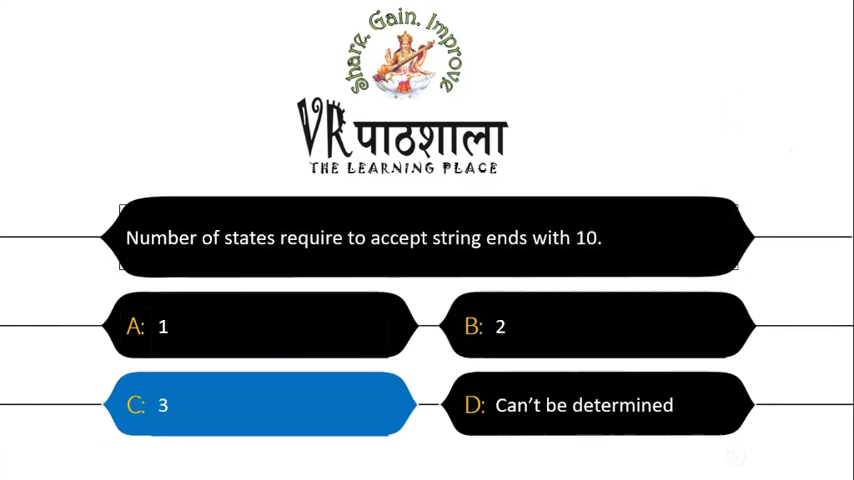 Share. Gain. Improve
VR पाठशाला
THE LEARNING PLACE
Number of states require to accept string ends with 10.
A: 1
B: 2
C: 3
D: Can't be determined